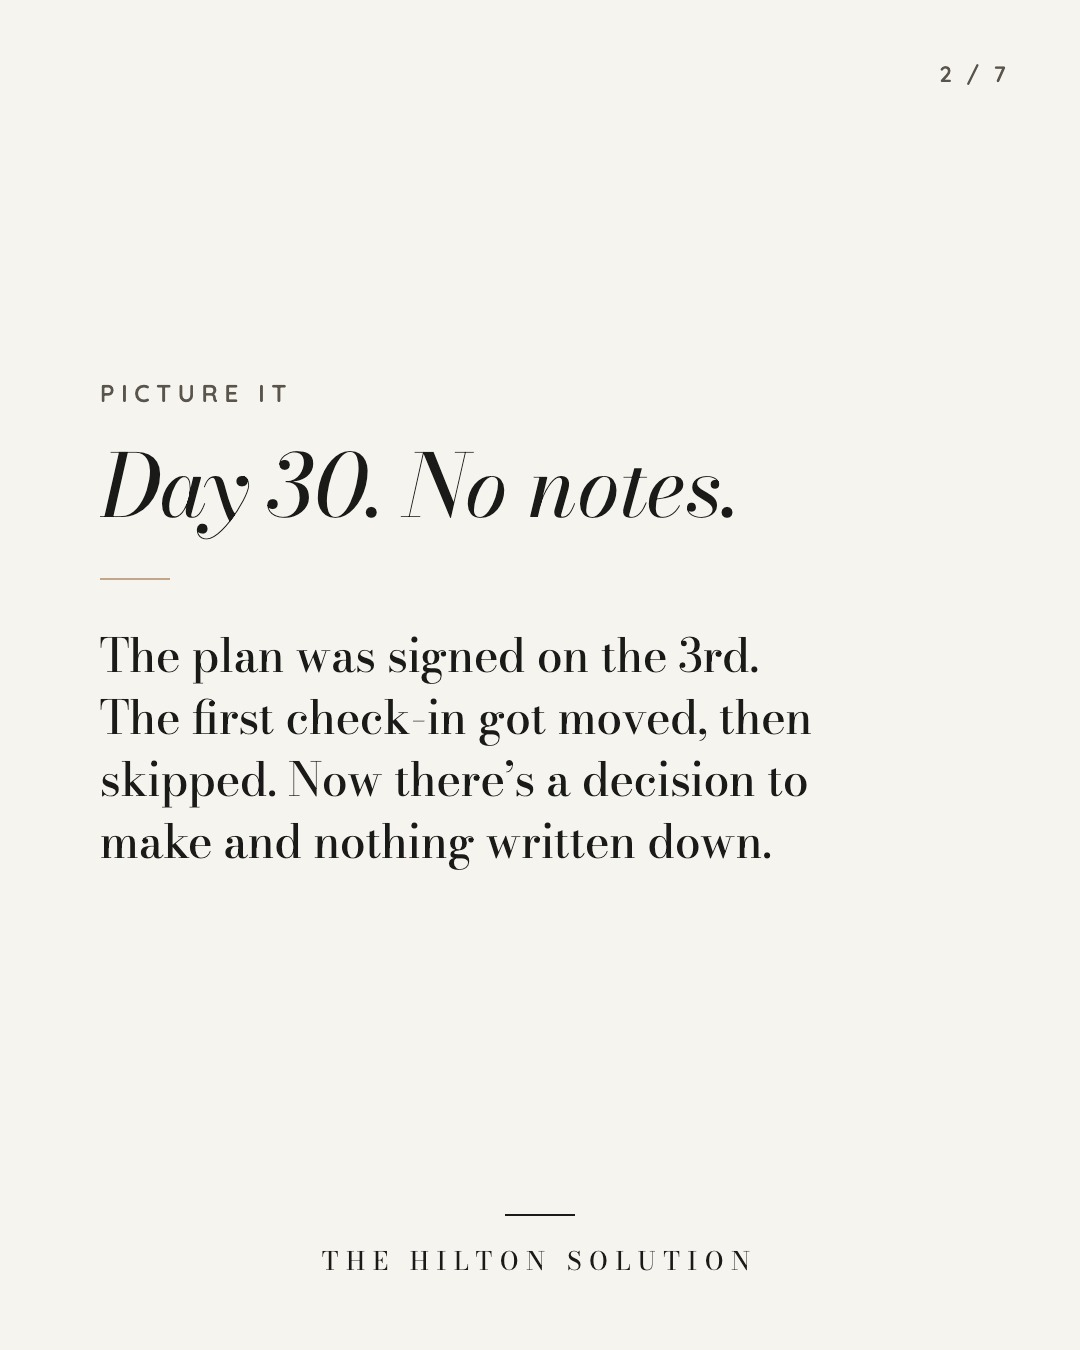 2 / 7
PICTURE IT
Day 30. No notes.
The plan was signed on the 3rd.
The first check-in got moved, then
skipped. Now there’s a decision to
make and nothing written down.
THE HILTON SOLUTION